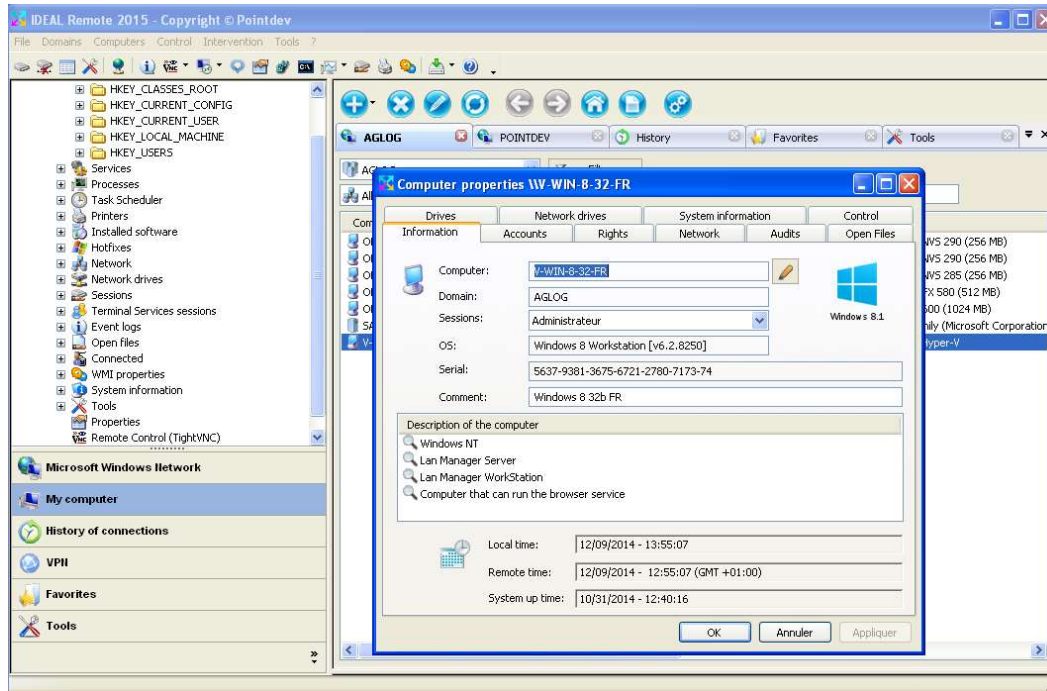 IDEAL Remote 2015 - Copyright © Pointdev
File Domains Computers Control Intervention Tools ?
HKEY_CLASSES_ROOT
HKEY_CURRENT_CONFIG
HKEY_CURRENT_USER
HKEY_LOCAL_MACHINE
HKEY_USERS
Services
Processes
Task Scheduler
Printers
Installed software
Hotfixes
Network
Network drives
Sessions
Terminal Services sessions
Event logs
Open files
Connected
WMI properties
System information
Tools
Properties
Remote Control (TightVNC)
Microsoft Windows Network
My computer
History of connections
VPN
Favorites
Tools
AGLOG POINTDEV History Favorites Tools
Computer properties \\V-WIN-8-32-FR
Drives Network drives System information Control
Information Accounts Rights Network Audits Open Files
Computer: V-WIN-8-32-FR
Domain: AGLOG
Sessions: Administrateur
Windows 8.1
OS: Windows 8 Workstation [v6.2.8250]
Serial: 5637-9381-3675-6721-2780-7173-74
Comment: Windows 8 32b FR
Description of the computer
Windows NT
Lan Manager Server
Lan Manager WorkStation
Computer that can run the browser service
Local time: 12/09/2014 - 13:55:07
Remote time: 12/09/2014 - 12:55:07 (GMT +01:00)
System up time: 10/31/2014 - 12:40:16
OK Annuler Appliquer
NVS 290 (256 MB)
NVS 290 (256 MB)
NVS 285 (256 MB)
FX 580 (512 MB)
600 (1024 MB)
(Microsoft Corporation
Hyper-V